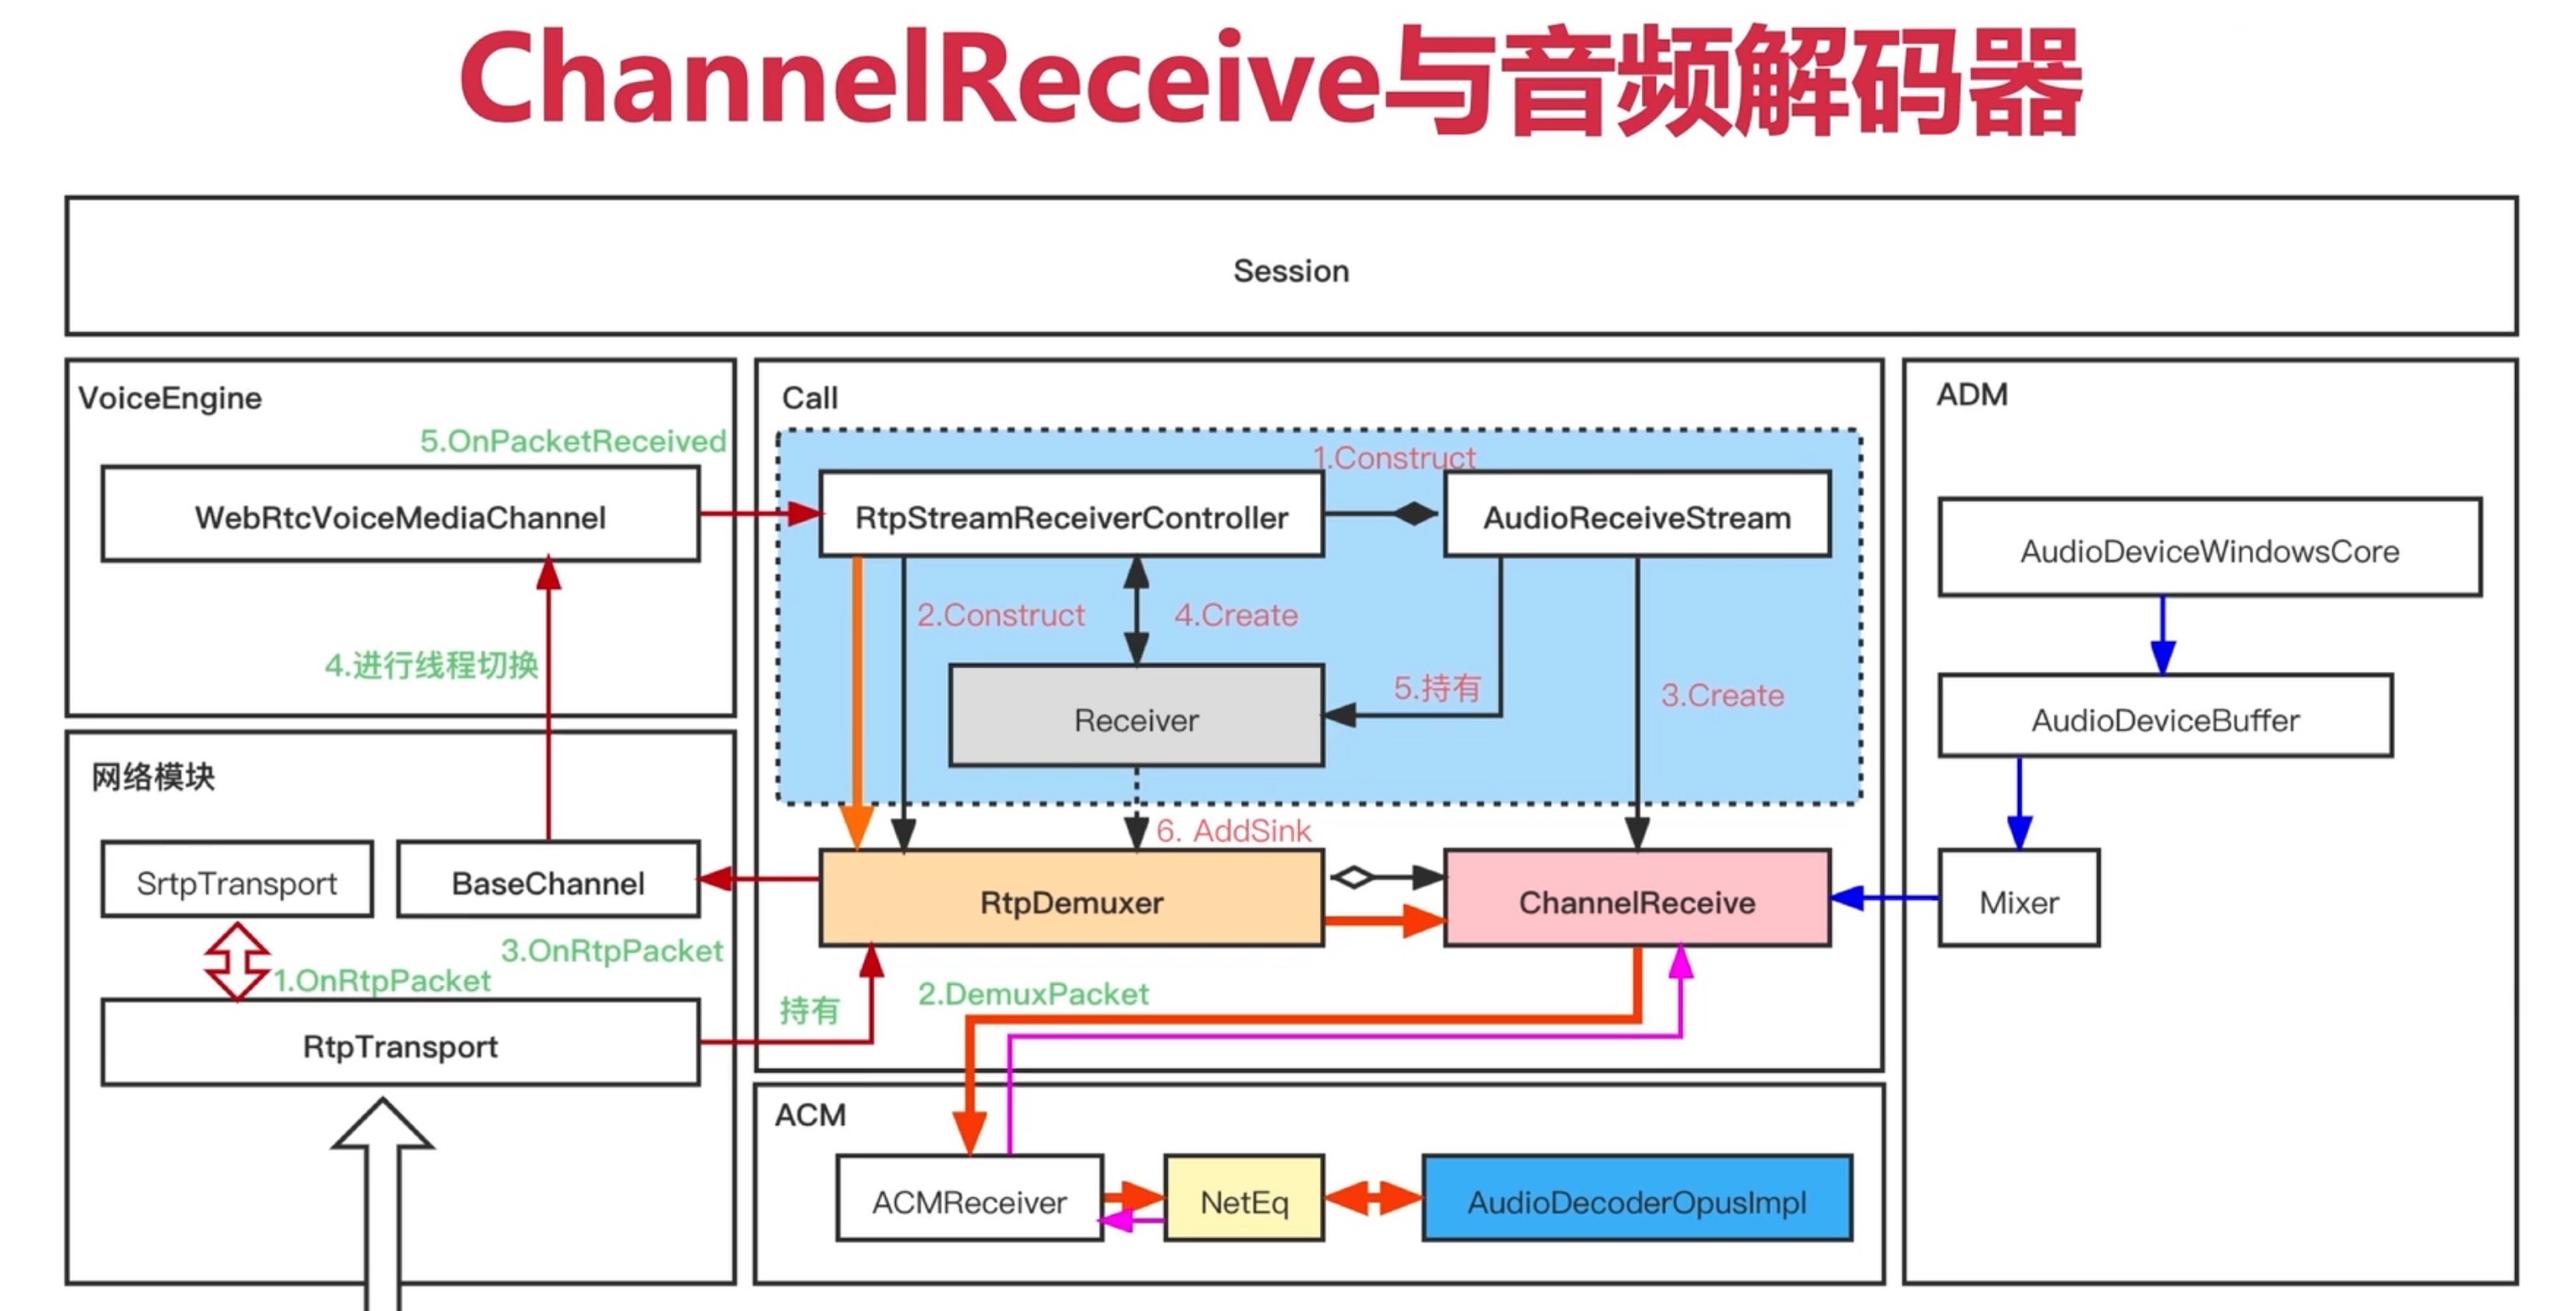 ChannelReceive与音频解码器
Session
VoiceEngine
5.OnPacketReceived
WebRtcVoiceMediaChannel
4.进行线程切换
网络模块
SrtpTransport
BaseChannel
3.OnRtpPacket
1.OnRtpPacket
RtpTransport
Call
1.Construct
RtpStreamReceiverController
AudioReceiveStream
2.Construct
4.Create
5.持有
3.Create
Receiver
6. AddSink
RtpDemuxer
ChannelReceive
持有
2.DemuxPacket
ACM
ACMReceiver
NetEq
AudioDecoderOpusImpl
ADM
AudioDeviceWindowsCore
AudioDeviceBuffer
Mixer